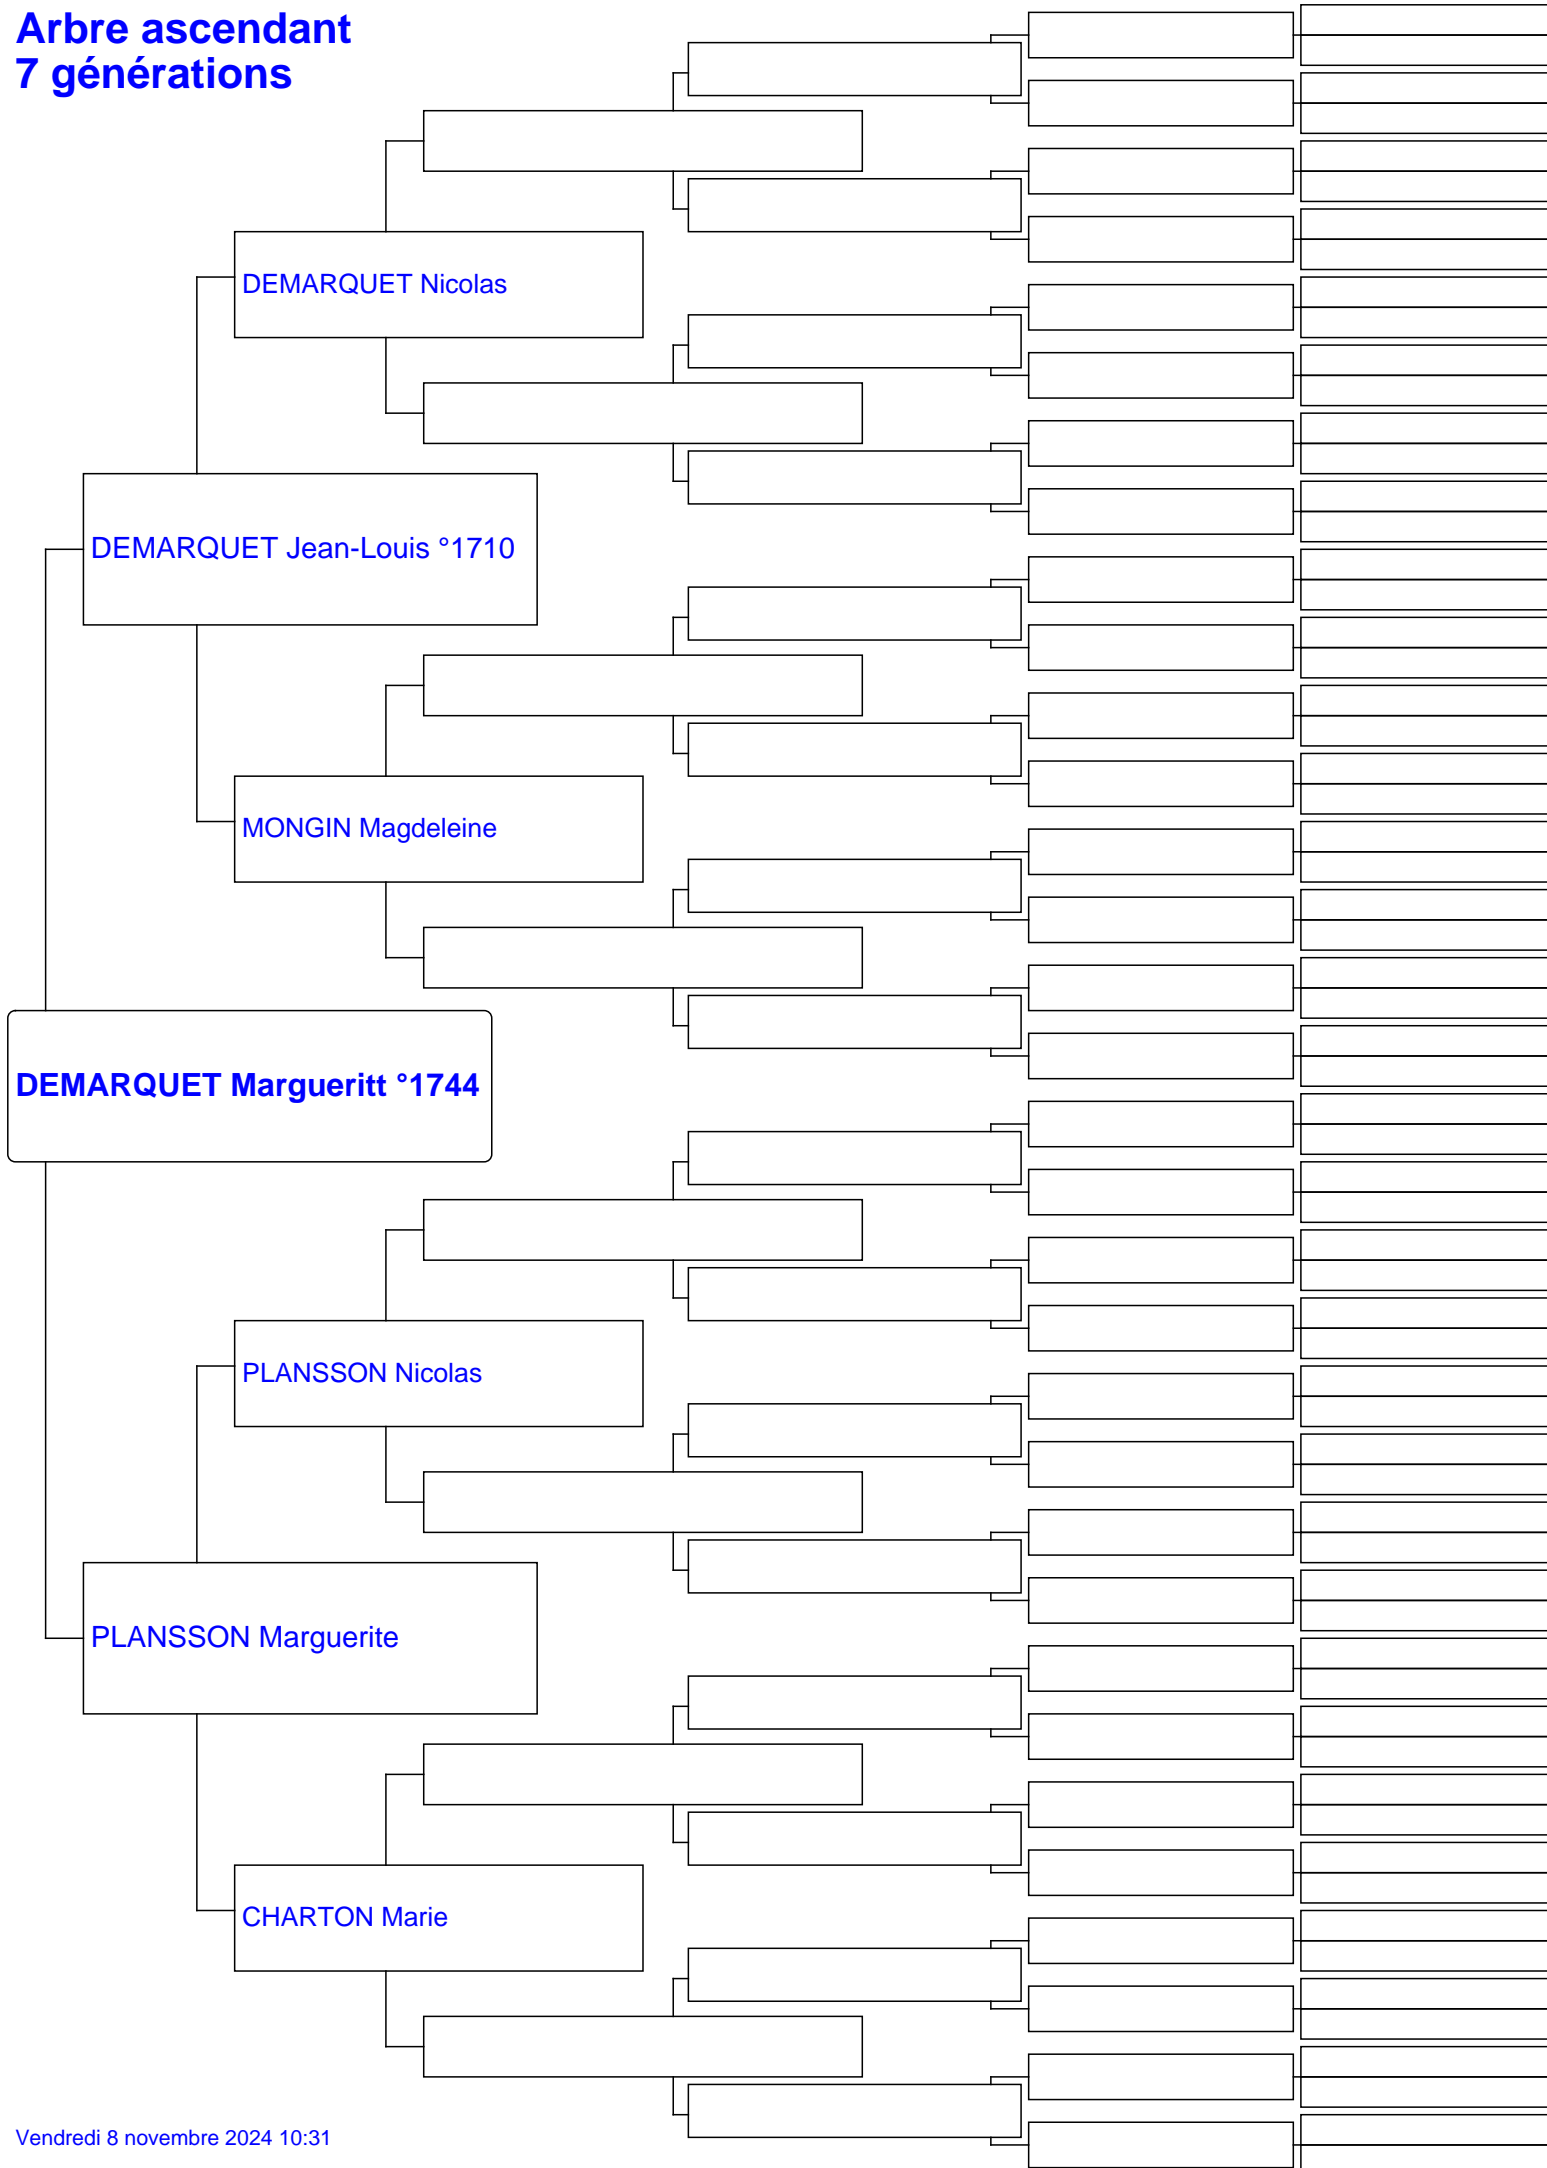 Arbre ascendant
7 générations
DEMARQUET Nicolas
DEMARQUET Jean-Louis °1710
MONGIN Magdeleine
DEMARQUET Margueritt °1744
PLANSSON Nicolas
PLANSSON Marguerite
CHARTON Marie
Vendredi 8 novembre 2024 10:31